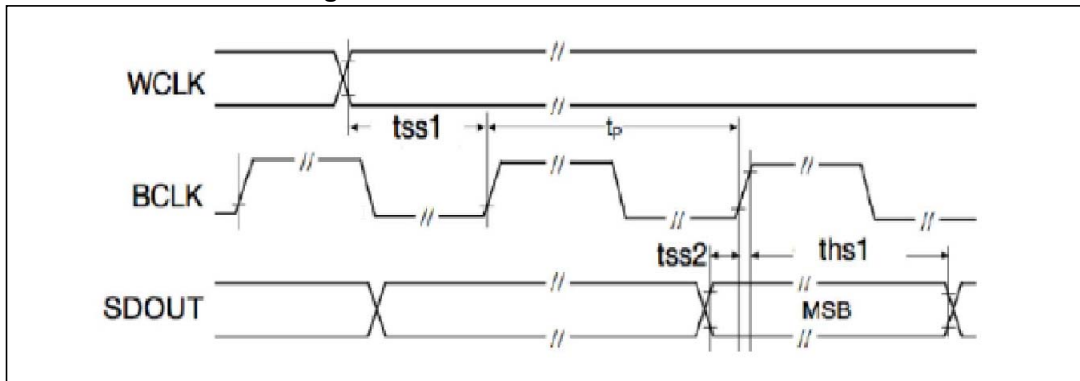 WCLK
tss1
tp
BCLK
tss2
ths1
SDOUT
MSB